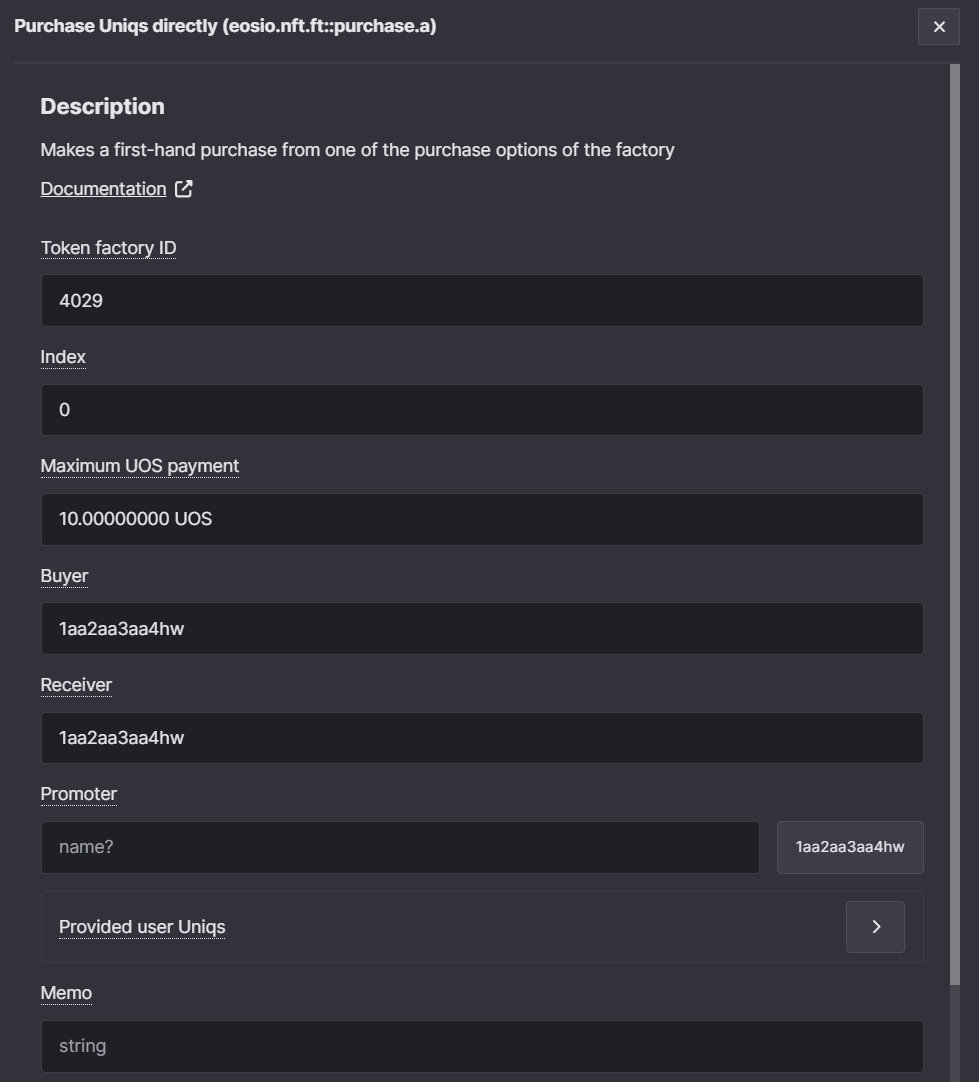 Purchase Uniqs directly (eosio.nft.ft::purchase.a)
Description
Makes a first-hand purchase from one of the purchase options of the factory
Documentation
Token factory ID
4029
Index
0
Maximum UOS payment
10.00000000 UOS
Buyer
1aa2aa3aa4hw
Receiver
1aa2aa3aa4hw
Promoter
name? 1aa2aa3aa4hw
Provided user Uniqs
Memo
string